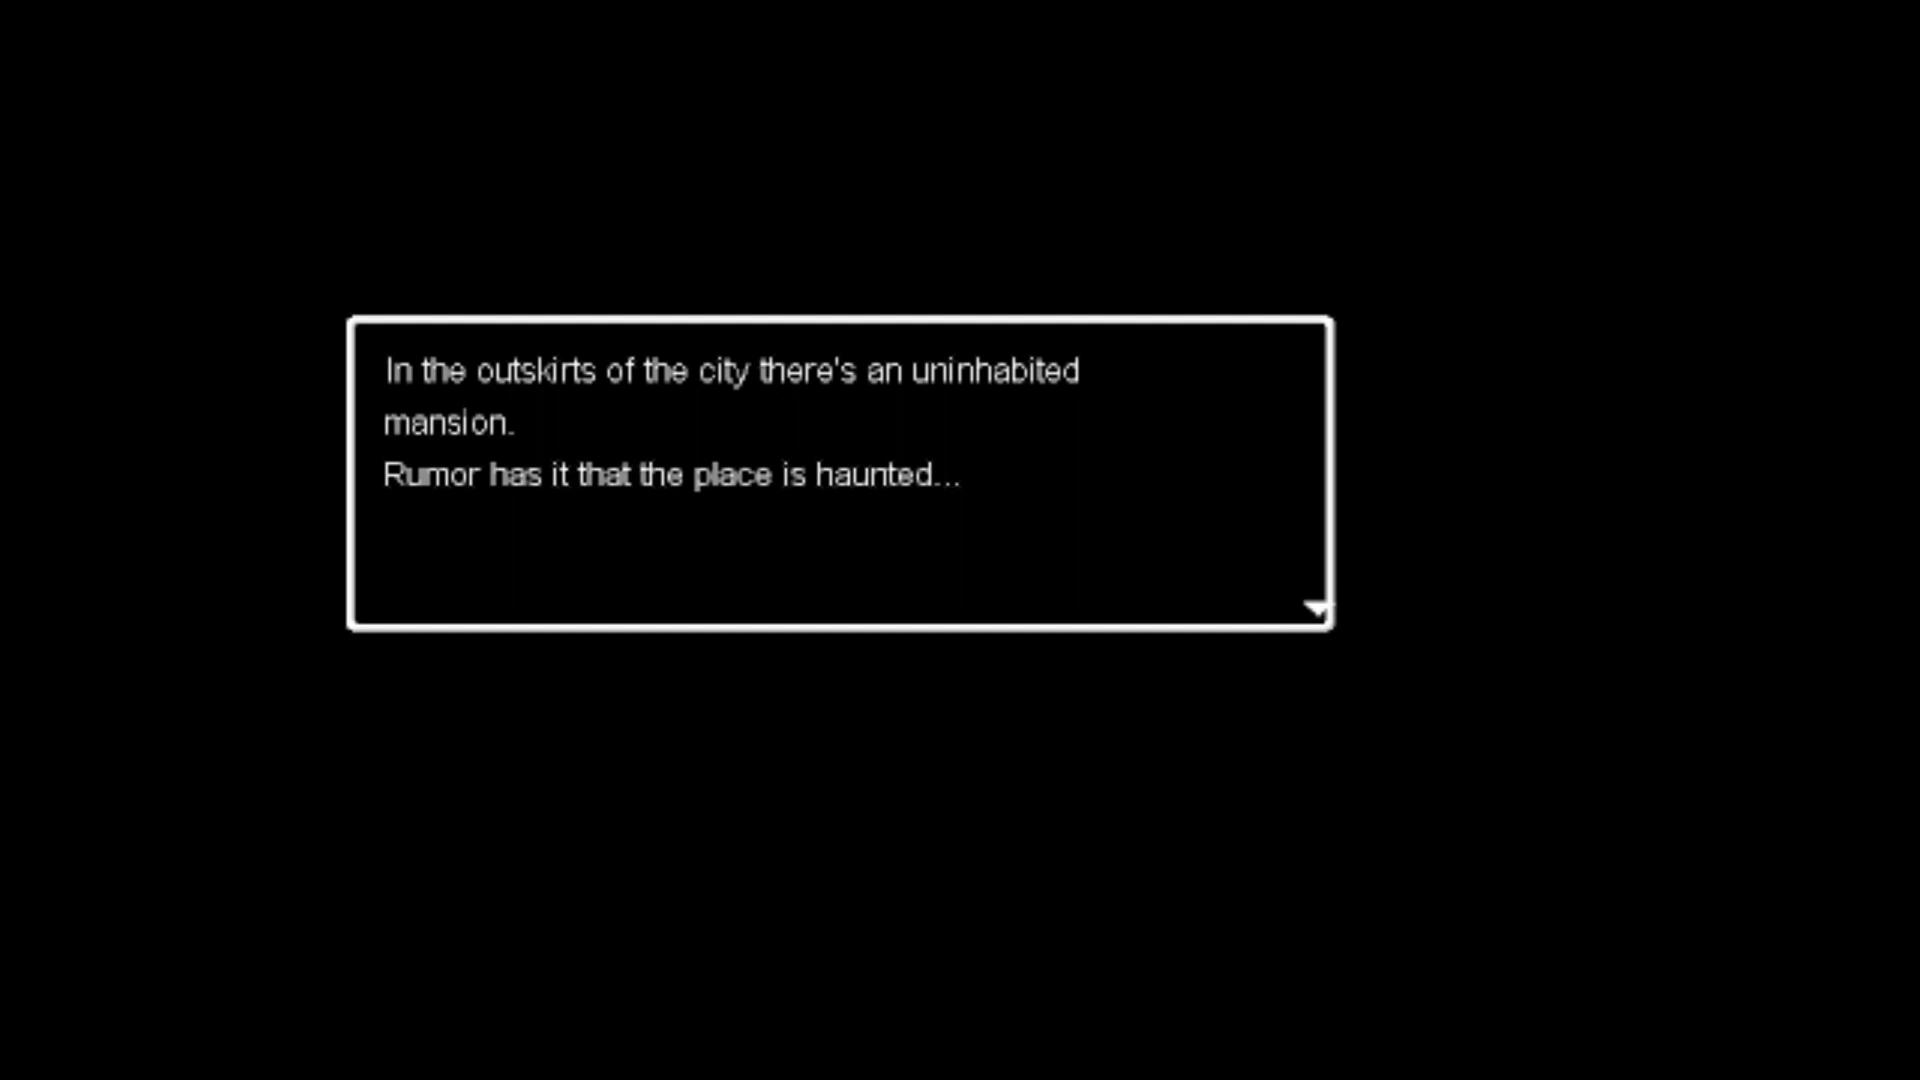 In the outskirts of the city there's an uninhabited
mansion.
Rumor has it that the place is haunted...